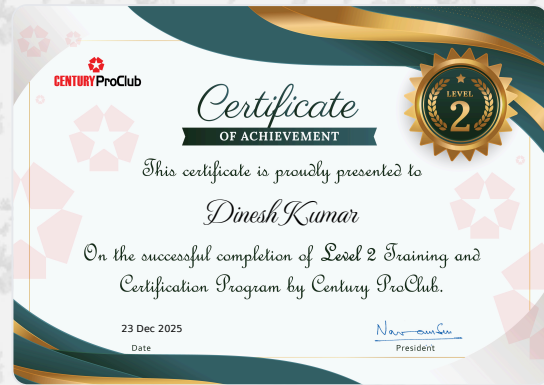 CENTURY ProClub
LEVEL
2
Certificate
OF ACHIEVEMENT
This certificate is proudly presented to
Dinesh Kumar
On the successful completion of Level 2 Training and
Certification Program by Century ProClub.
23 Dec 2025
Date
President